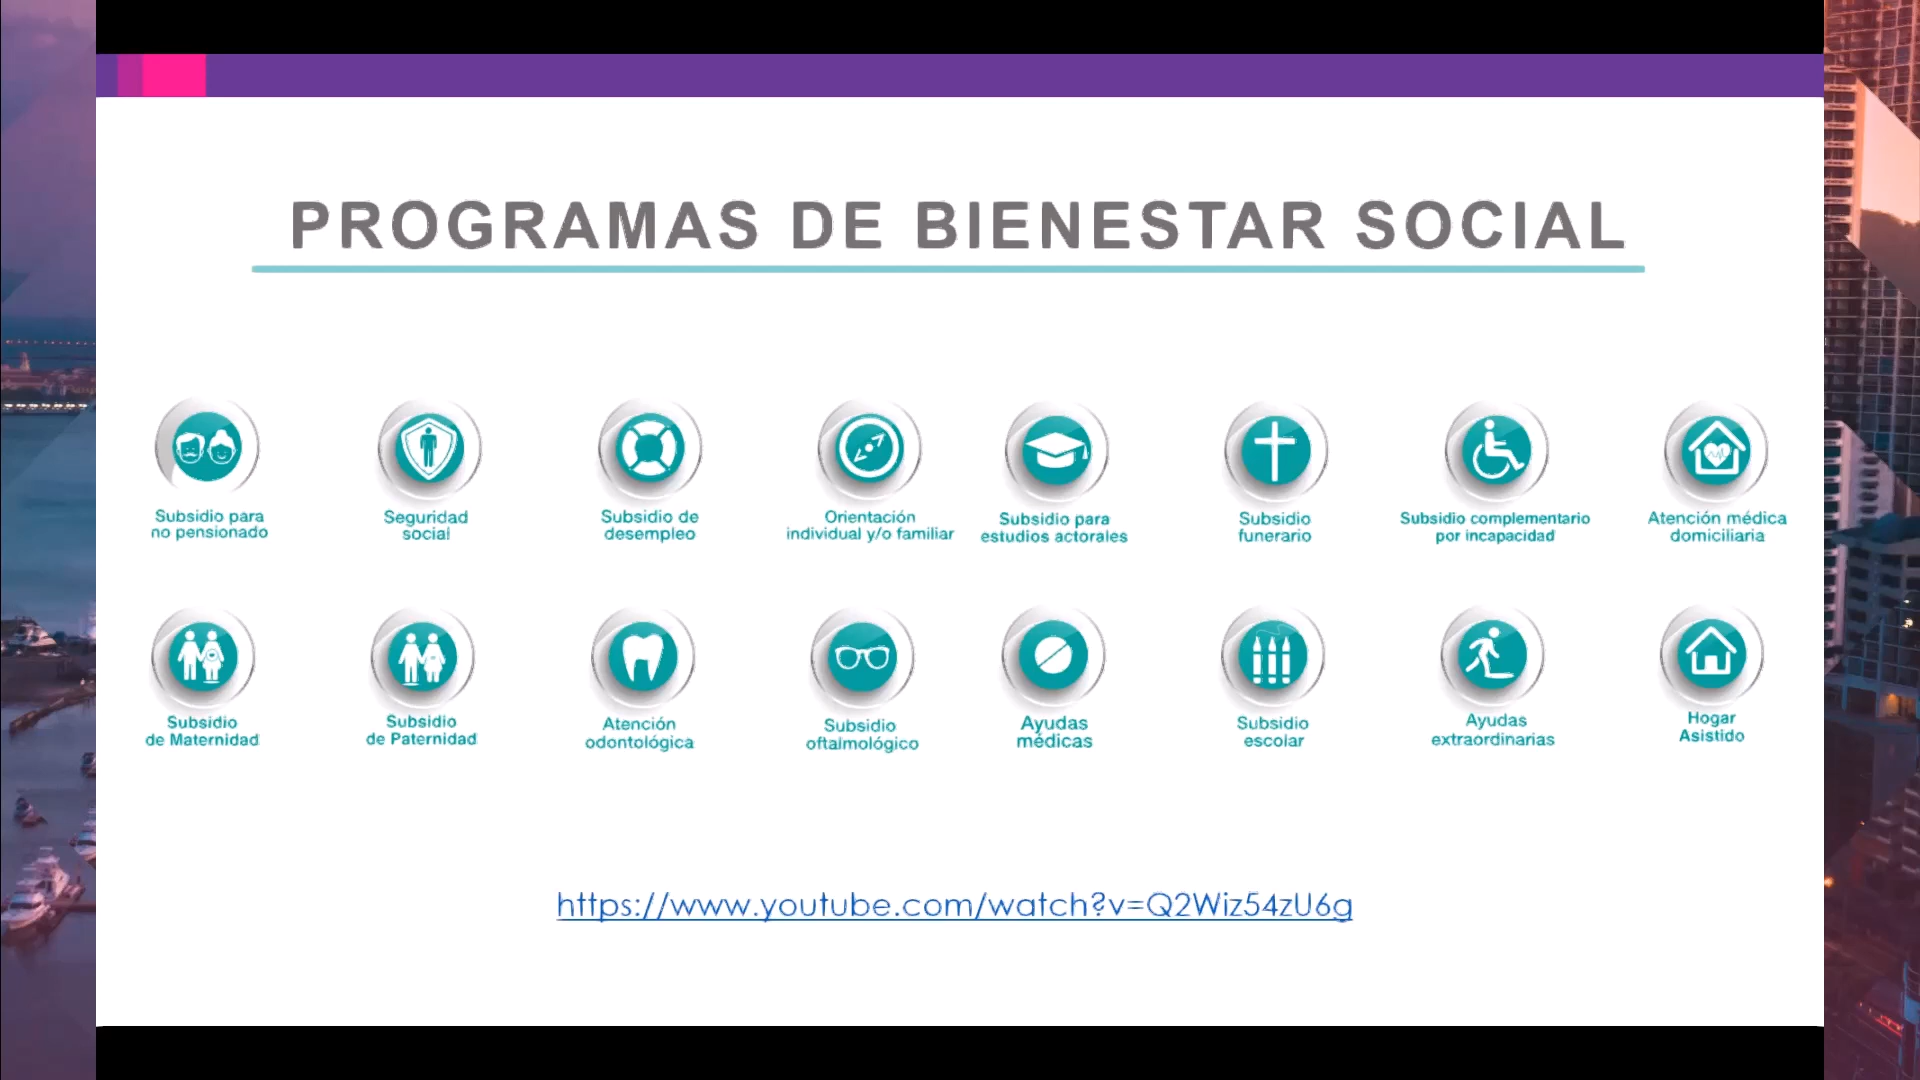 PROGRAMAS DE BIENESTAR SOCIAL
Subsidio para
no pensionado
Seguridad
social
Subsidio de
desempleo
Orientación
individual y/o familiar
Subsidio para
estudios actorales
Subsidio
funerario
Subsidio complementario
por incapacidad
Atención médica
domiciliaria
Subsidio
de Maternidad
Subsidio
de Paternidad
Atención
odontológica
Subsidio
oftalmológico
Ayudas
médicas
Subsidio
escolar
Ayudas
extraordinarias
Hogar
Asistido
https://www.youtube.com/watch?v=Q2Wiz54zU6g